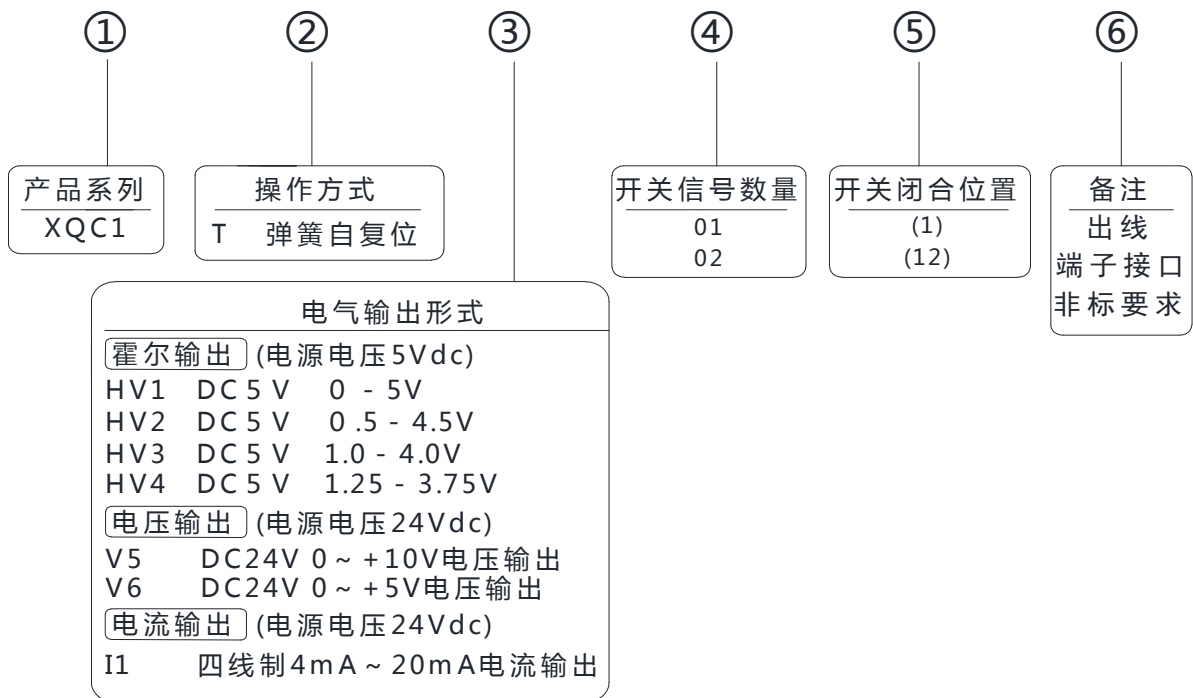 ① ② ③ ④ ⑤ ⑥
产品系列
XQC1
操作方式
T 弹簧自复位
开关信号数量
01
02
开关闭合位置
(1)
(12)
备注
出线
端子接口
非标要求
电气输出形式
霍尔输出 (电源电压5Vdc)
HV1 DC5V 0 - 5V
HV2 DC5V 0.5 - 4.5V
HV3 DC5V 1.0 - 4.0V
HV4 DC5V 1.25 - 3.75V
电压输出 (电源电压24Vdc)
V5 DC24V 0~+10V电压输出
V6 DC24V 0~+5V电压输出
电流输出 (电源电压24Vdc)
I1 四线制4mA~20mA电流输出